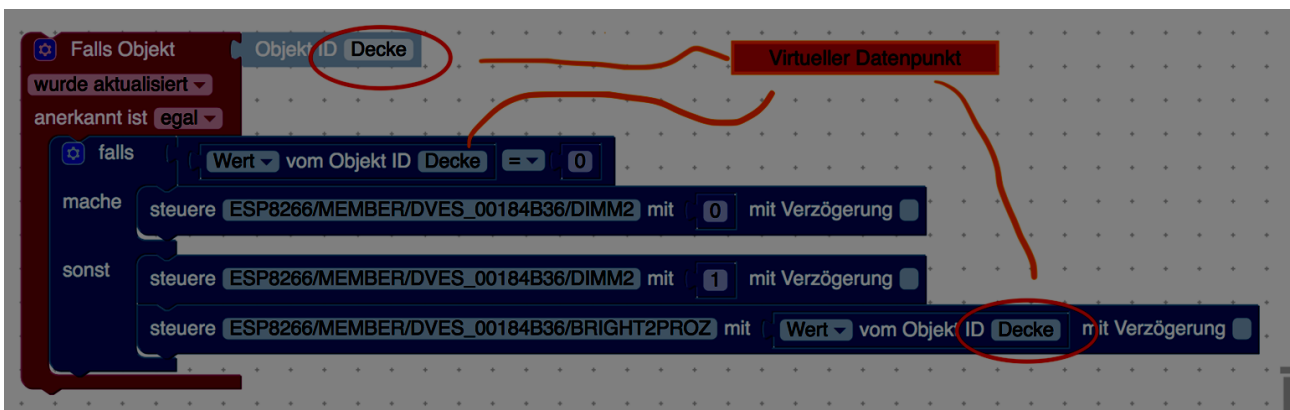 Falls Objekt Objekt ID Decke Virtueller Datenpunkt
wurde aktualisiert
anerkannt ist egal
falls Wert vom Objekt ID Decke = 0
mache steuere ESP8266/MEMBER/DVES_00184B36/DIMM2 mit 0 mit Verzögerung
sonst steuere ESP8266/MEMBER/DVES_00184B36/DIMM2 mit 1 mit Verzögerung
steuere ESP8266/MEMBER/DVES_00184B36/BRIGHT2PROZ mit Wert vom Objekt ID Decke mit Verzögerung